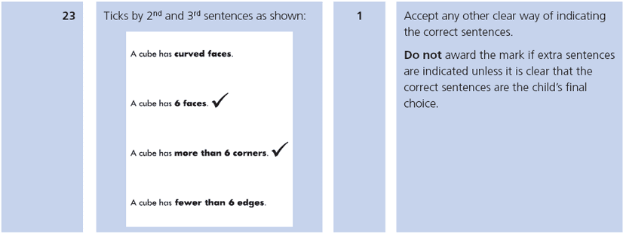 23
Ticks by 2nd and 3rd sentences as shown:
A cube has curved faces.
A cube has 6 faces.
A cube has more than 6 corners.
A cube has fewer than 6 edges.
1
Accept any other clear way of indicating
the correct sentences.
Do not award the mark if extra sentences
are indicated unless it is clear that the
correct sentences are the child's final
choice.